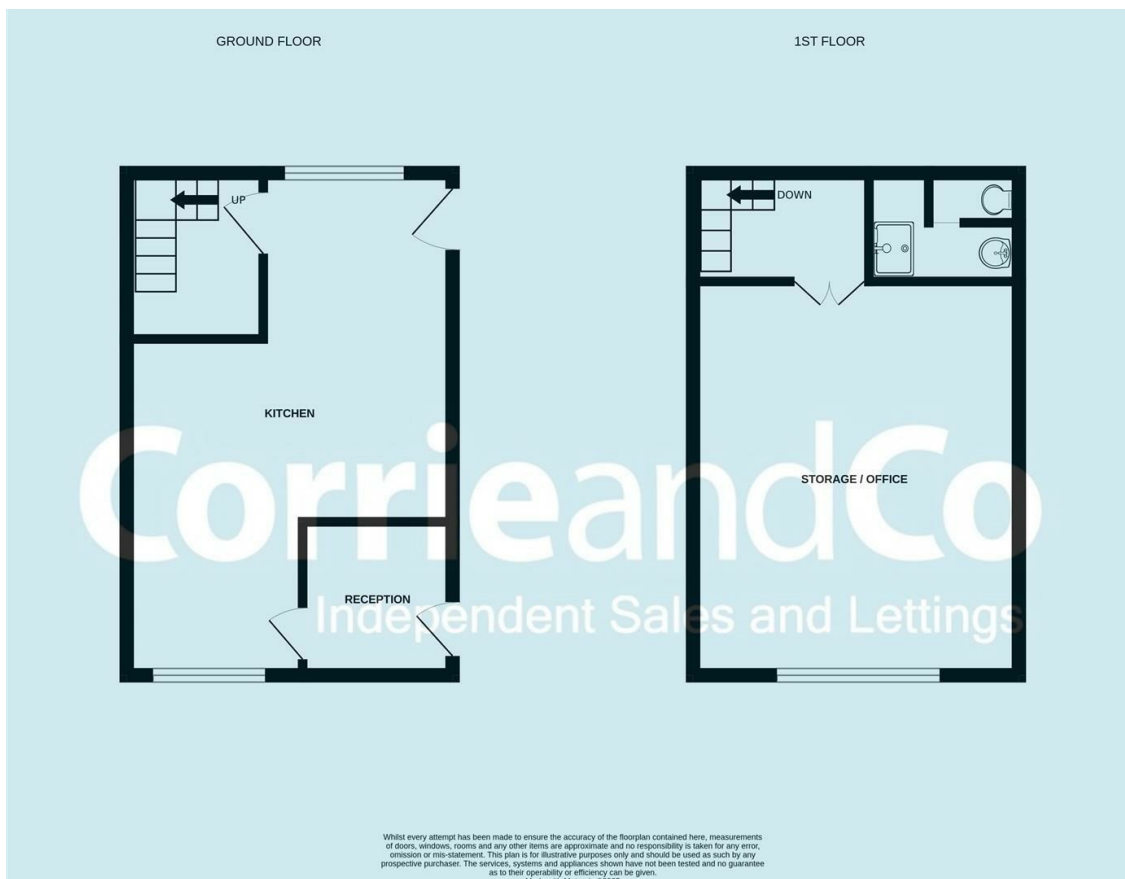 GROUND FLOOR
1ST FLOOR
UP
DOWN
KITCHEN
STORAGE / OFFICE
CorrieandCo
RECEPTION
Independent Sales and Lettings
Whilst every attempt has been made to ensure the accuracy of the floorplan contained here, measurements
of doors, windows, rooms and any other items are approximate and no responsibility is taken for any error,
omission or mis-statement. This plan is for illustrative purposes only and should be used as such by any
prospective purchaser. The services, systems and appliances shown have not been tested and no guarantee
as to their operability or efficiency can be given.